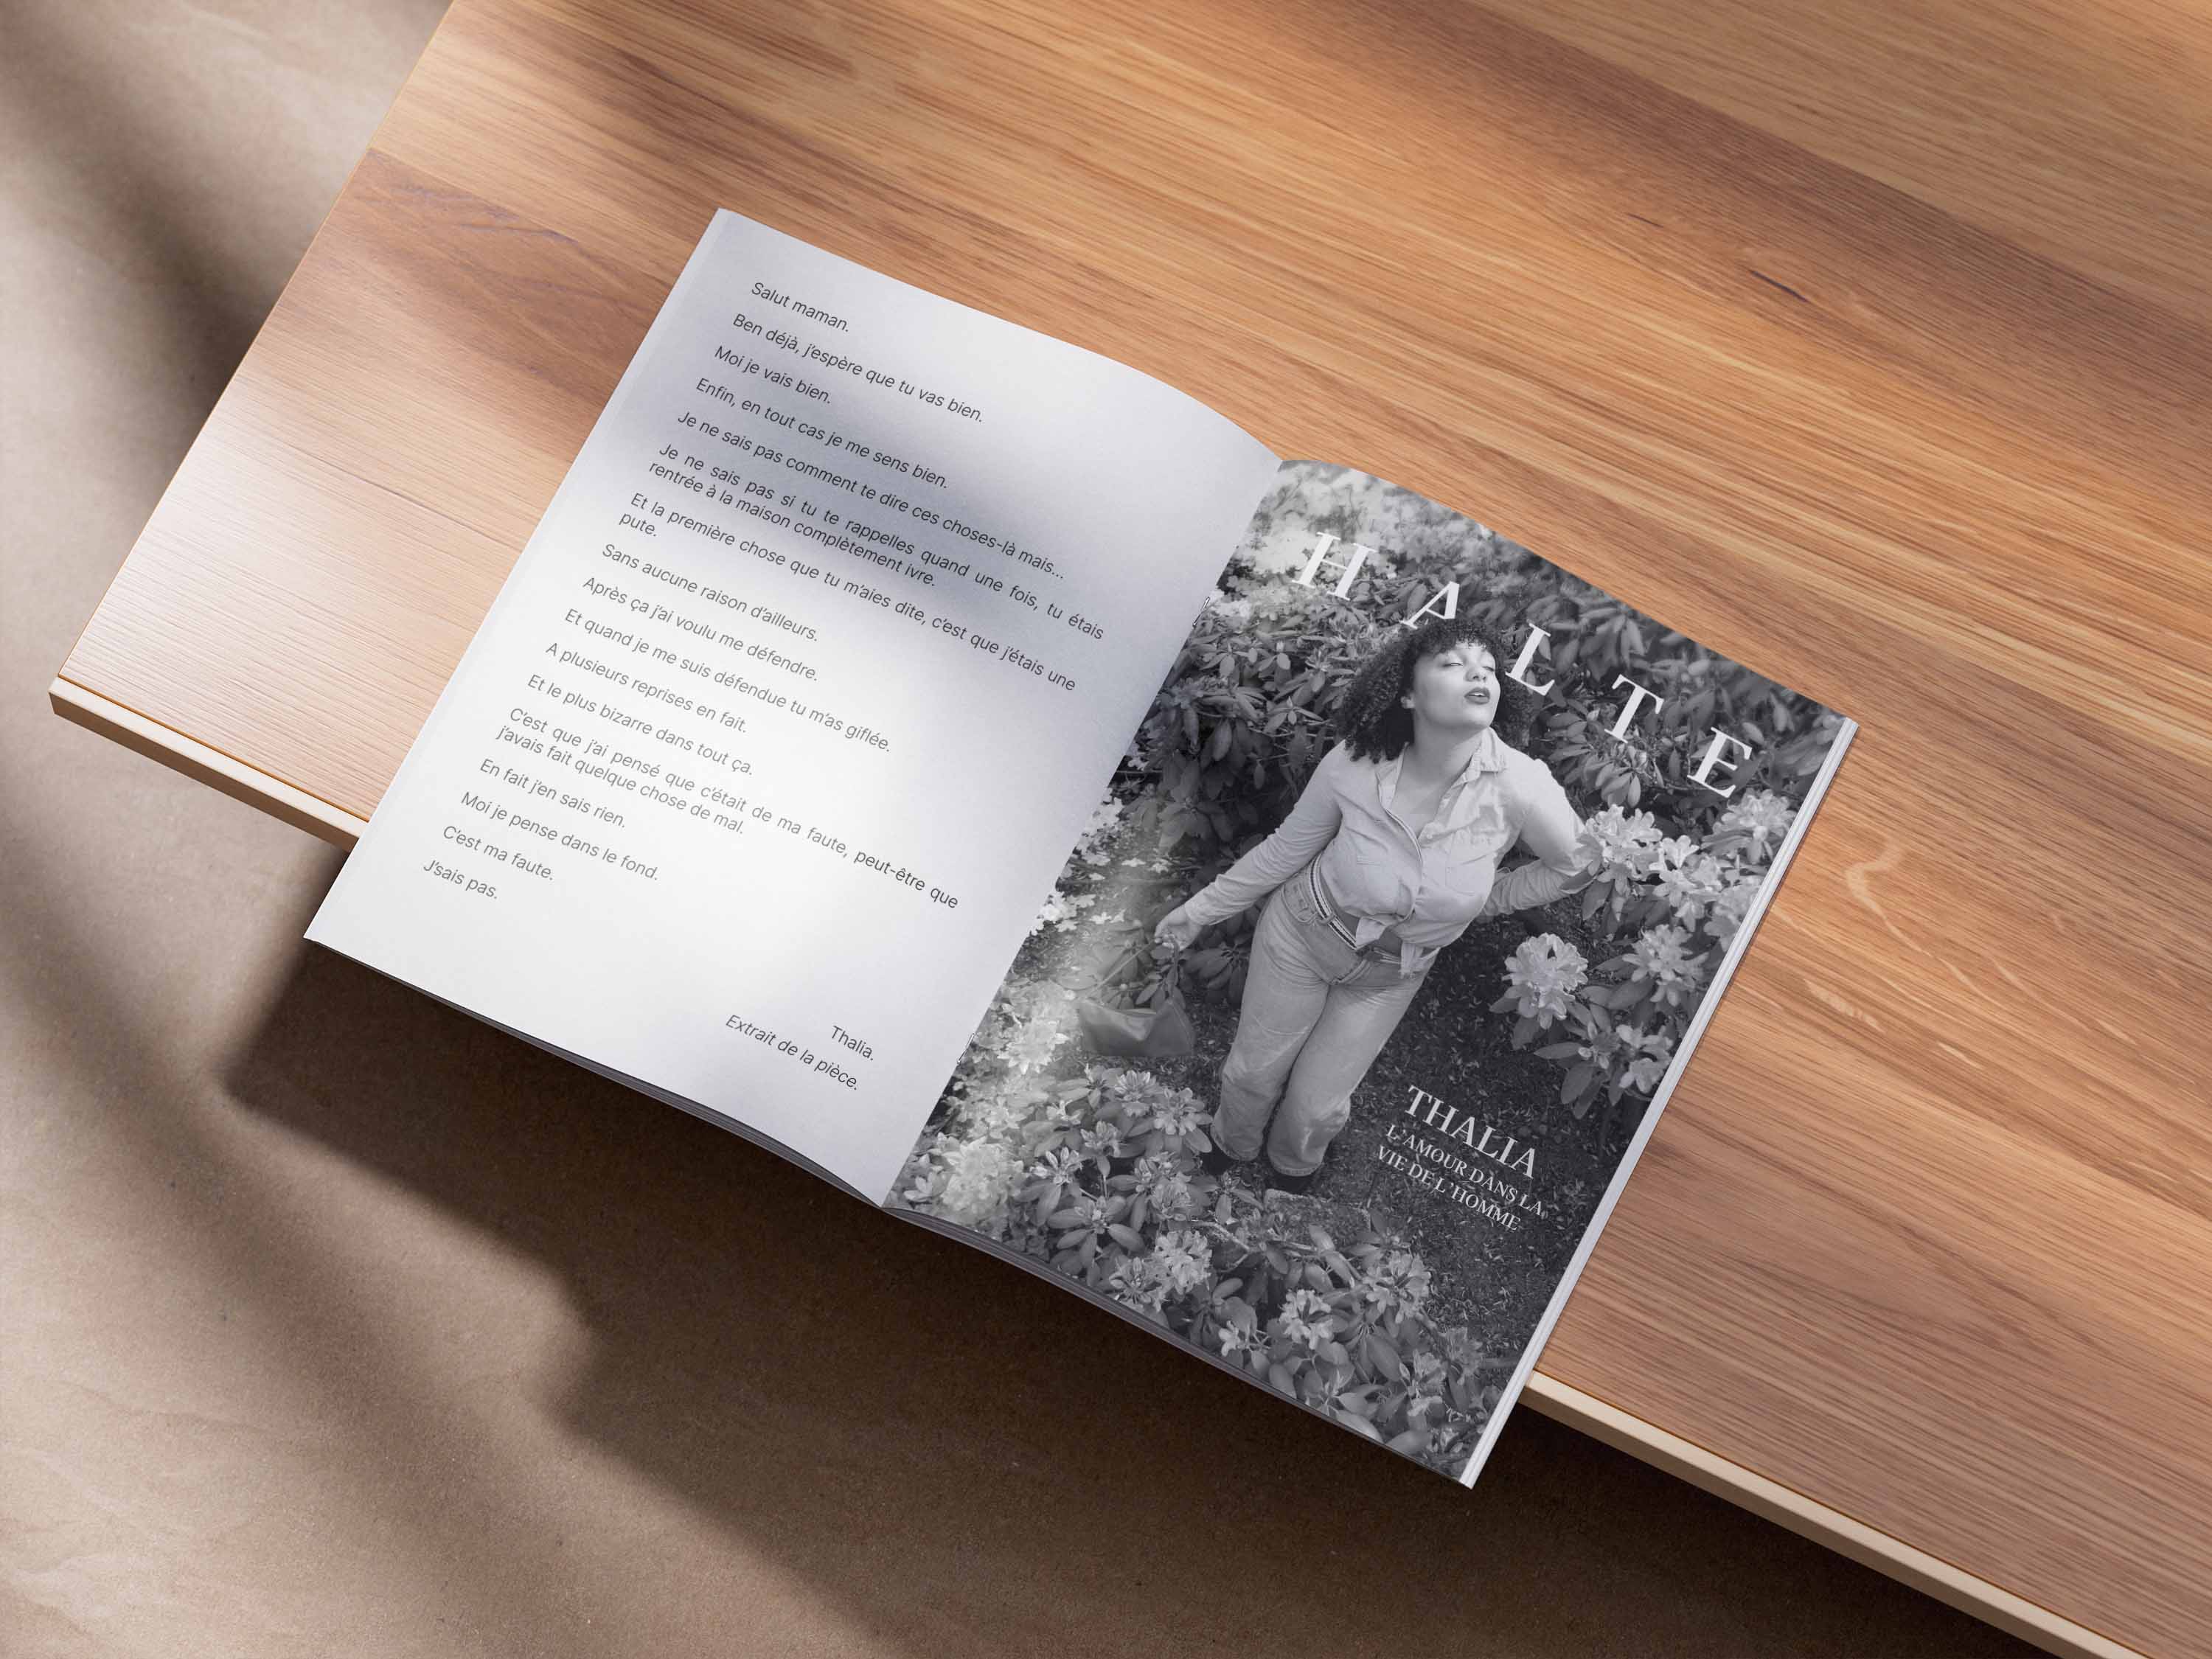 Salut maman.
Ben déjà, j'espère que tu vas bien.
Moi je vais bien.
Enfin, en tout cas je me sens bien.
Je ne sais pas comment te dire ces choses-là mais...
Je ne sais pas si tu te rappelles quand une fois, tu étais
rentrée à la maison complètement ivre.
Et la première chose que tu m'aies dite, c'est que j'étais une
pute.
Sans aucune raison d'ailleurs.
Après ça j'ai voulu me défendre.
Et quand je me suis défendue tu m'as giflée.
A plusieurs reprises en fait.
Et le plus bizarre dans tout ça.
C'est que j'ai pensé que c'était de ma faute, peut-être que
j'avais fait quelque chose de mal.
En fait j'en sais rien.
Moi je pense dans le fond.
C'est ma faute.
J'sais pas.
Thalia.
Extrait de la pièce.
HALTE
THALIA
L'AMOUR DANS LA
VIE DE L'HOMME